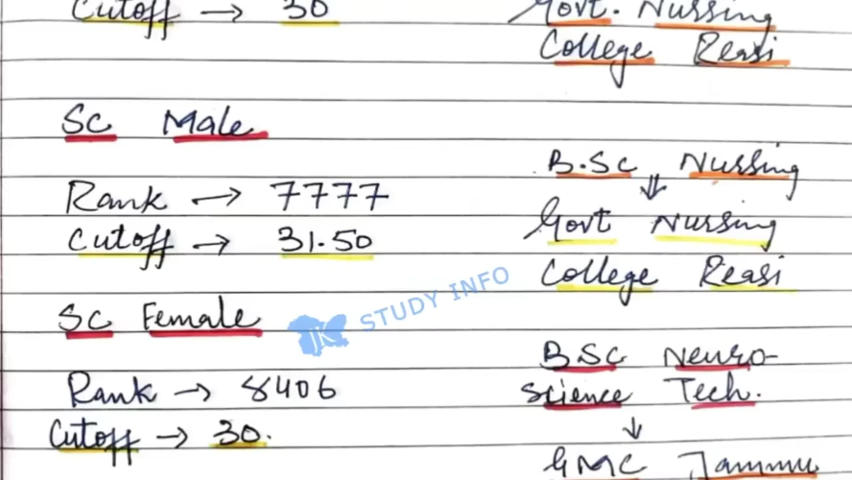 Cutoff → 30
Govt. Nursing
College Reasi
SC Male
Rank → 7777
Cutoff → 31.50
B.SC Nursing
⇓
Govt Nursing
College Reasi
SC Female
Rank → 8406
Cutoff → 30.
BSC Neuro-
science Tech.
↓
GMC Jammu
JK STUDY INFO